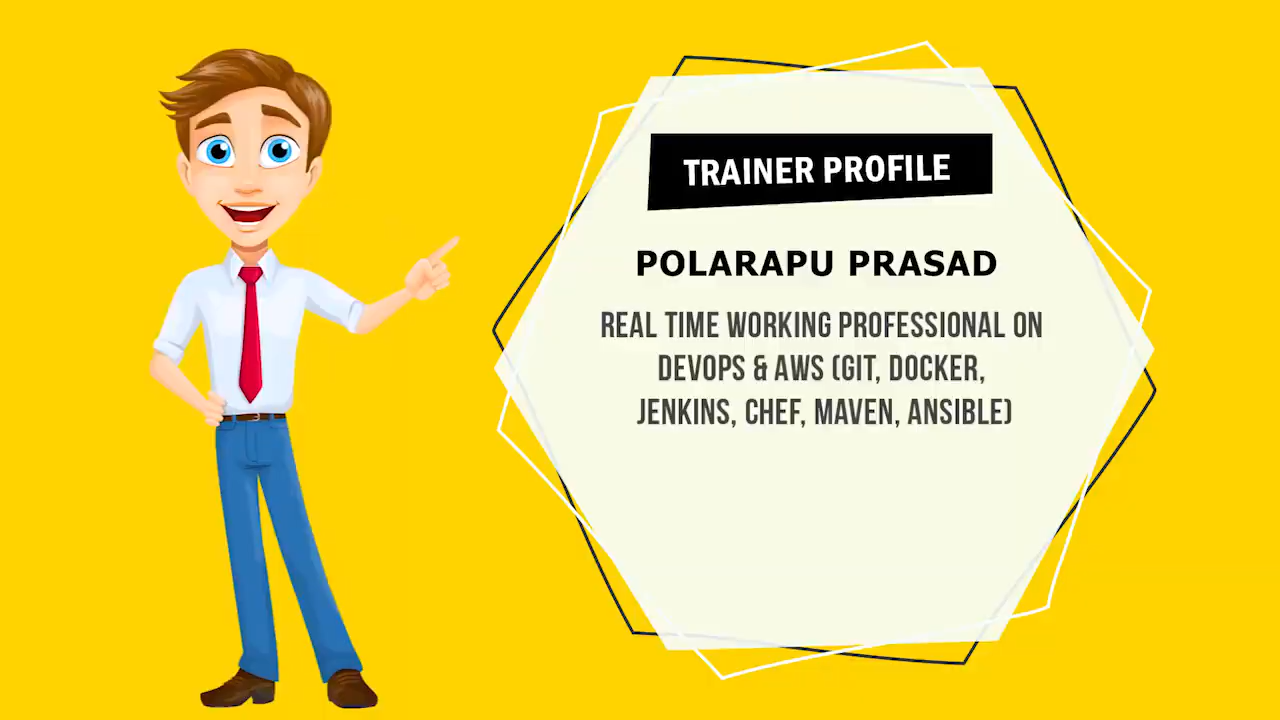 TRAINER PROFILE
POLARAPU PRASAD
REAL TIME WORKING PROFESSIONAL ON
DEVOPS & AWS (GIT, DOCKER,
JENKINS, CHEF, MAVEN, ANSIBLE)